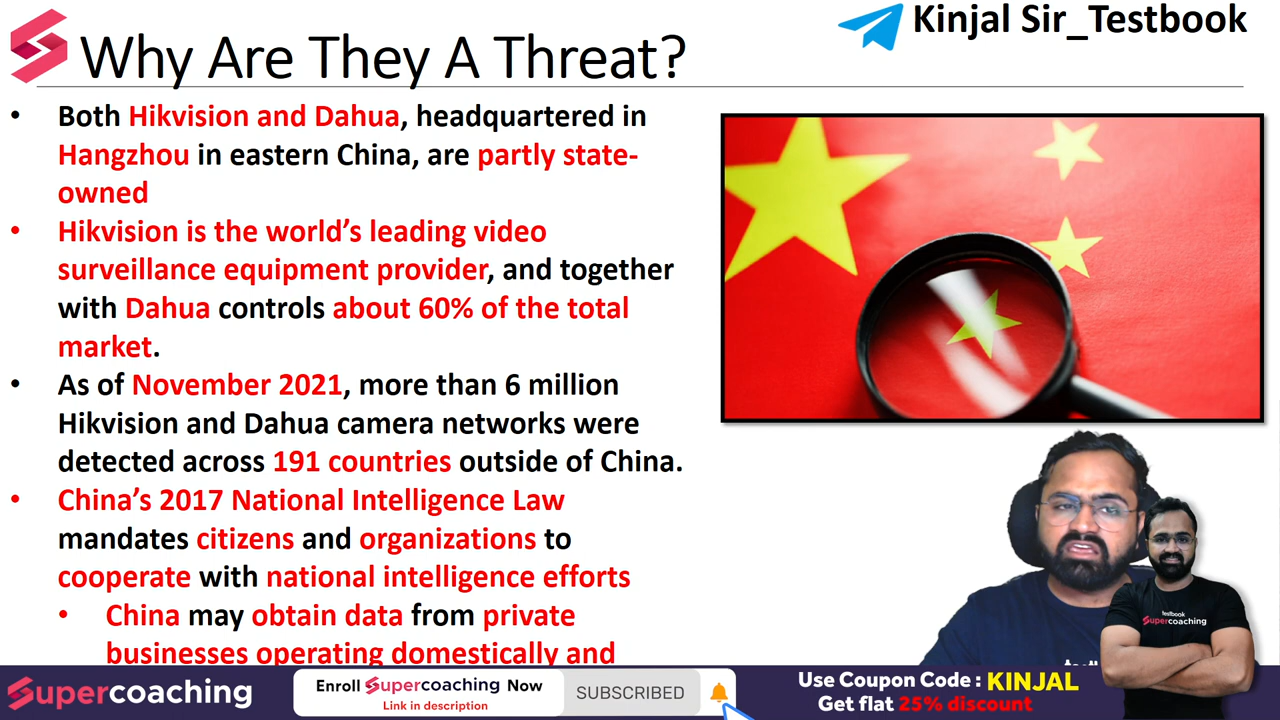 Kinjal Sir_Testbook
Why Are They A Threat?
• Both Hikvision and Dahua, headquartered in
Hangzhou in eastern China, are partly state-
owned
• Hikvision is the world’s leading video
surveillance equipment provider, and together
with Dahua controls about 60% of the total
market.
• As of November 2021, more than 6 million
Hikvision and Dahua camera networks were
detected across 191 countries outside of China.
• China’s 2017 National Intelligence Law
mandates citizens and organizations to
cooperate with national intelligence efforts
• China may obtain data from private
businesses operating domestically and
testbook
Supercoaching
Supercoaching
Enroll Supercoaching Now
Link in description
SUBSCRIBED
Use Coupon Code : KINJAL
Get flat 25% discount